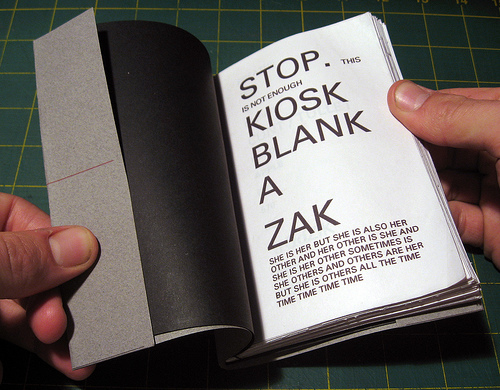 STOP. THIS
IS NOT ENOUGH
KIOSK
BLANK
A
ZAK
SHE IS HER BUT SHE IS ALSO HER
OTHER AND HER OTHER IS SHE AND
SHE IS HER OTHER SOMETIMES IS
SHE OTHERS AND OTHERS ARE HER
BUT SHE IS OTHERS ALL THE TIME
TIME TIME TIME TIME